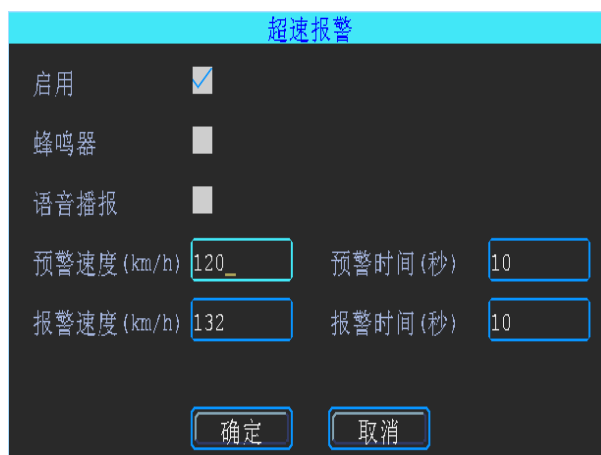 超速报警
启用
蜂鸣器
语音播报
预警速度(km/h) 120_ 预警时间(秒) 10
报警速度(km/h) 132 报警时间(秒) 10
确定 取消